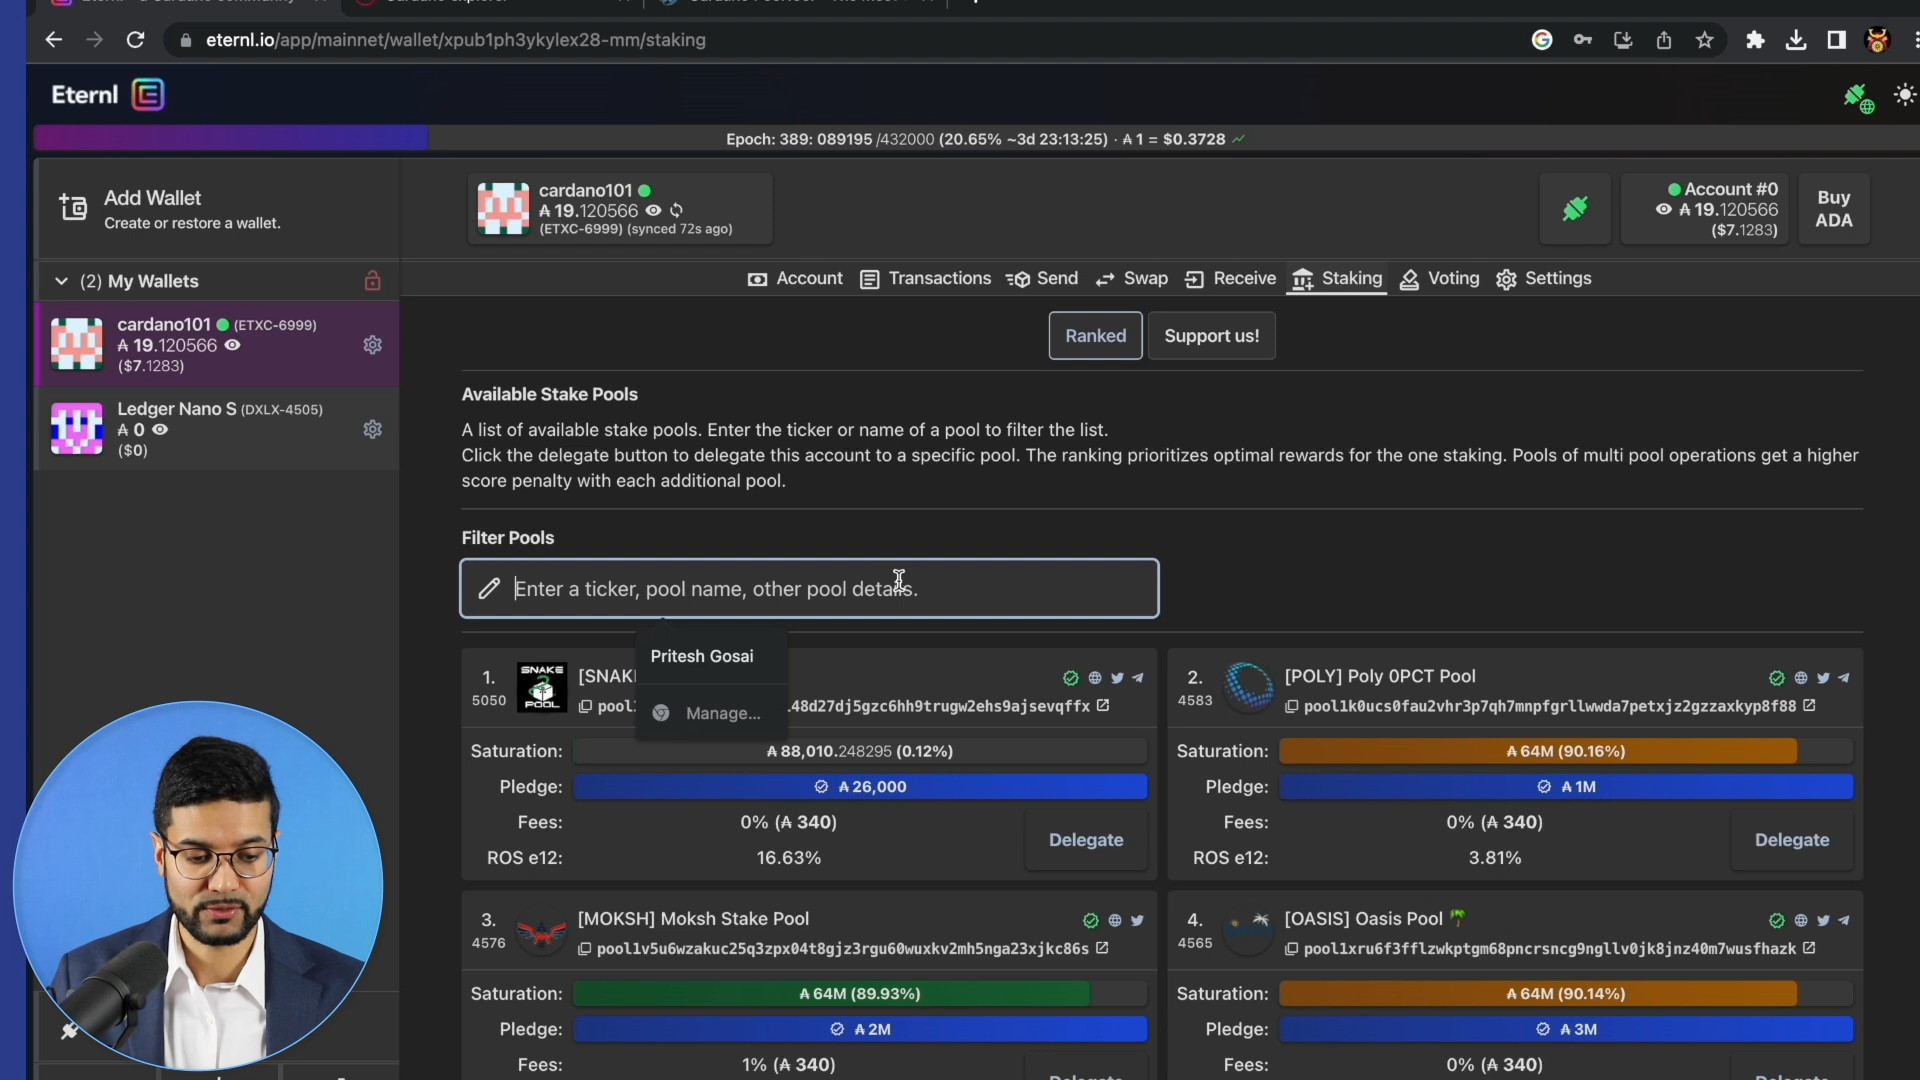 Cardano explorer
eternl.io/app/mainnet/wallet/xpub1ph3ykylex28-mm/staking
Eternl
Epoch: 389: 089195 /432000 (20.65% ~3d 23:13:25) · ₳ 1 = $0.3728
Add Wallet
Create or restore a wallet.
cardano101
₳ 19.120566
(ETXC-6999) (synced 72s ago)
Account #0
₳ 19.120566
($7.1283)
Buy
ADA
(2) My Wallets
Account Transactions Send Swap Receive Staking Voting Settings
cardano101 (ETXC-6999)
₳ 19.120566
($7.1283)
Ledger Nano S (DXLX-4505)
₳ 0
($0)
Ranked Support us!
Available Stake Pools
A list of available stake pools. Enter the ticker or name of a pool to filter the list.
Click the delegate button to delegate this account to a specific pool. The ranking prioritizes optimal rewards for the one staking. Pools of multi pool operations get a higher
score penalty with each additional pool.
Filter Pools
Enter a ticker, pool name, other pool details.
Pritesh Gosai
Manage...
1.
5050
SNAKE
POOL
[SNAK
pool1
.48d27dj5gzc6hh9trugw2ehs9ajsevqffx
Saturation: ₳ 88,010.248295 (0.12%)
Pledge: ₳ 26,000
Fees: 0% (₳ 340)
ROS e12: 16.63%
Delegate
2.
4583
[POLY] Poly 0PCT Pool
pool1k0ucs0fau2vhr3p7qh7mnpfgrllwwda7petxjz2gzzaxkyp8f88
Saturation: ₳ 64M (90.16%)
Pledge: ₳ 1M
Fees: 0% (₳ 340)
ROS e12: 3.81%
Delegate
3.
4576
[MOKSH] Moksh Stake Pool
pool1v5u6wzakuc25q3zpx04t8gjz3rgu60wuxkv2mh5nga23xjkc86s
Saturation: ₳ 64M (89.93%)
Pledge: ₳ 2M
Fees: 1% (₳ 340)
4.
4565
[OASIS] Oasis Pool 🌴
pool1xru6f3fflzwkptgm68pncrsncg9ngllv0jk8jnz40m7wusfhazk
Saturation: ₳ 64M (90.14%)
Pledge: ₳ 3M
Fees: 0% (₳ 340)